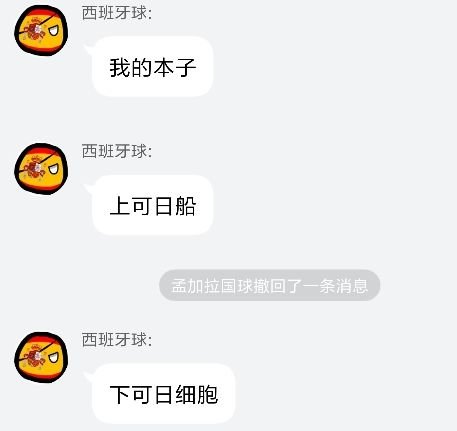 西班牙球:
我的本子
西班牙球:
上可日船
孟加拉国球撤回了一条消息
西班牙球:
下可日细胞